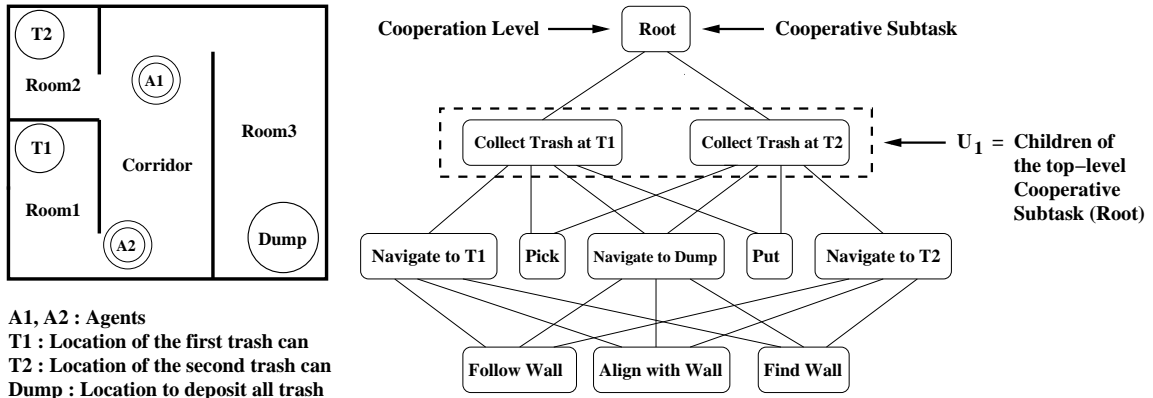 T2
Room2
A1
Room3
T1
Corridor
Room1
A2
Dump
A1, A2 : Agents
T1 : Location of the first trash can
T2 : Location of the second trash can
Dump : Location to deposit all trash
Cooperation Level
Root
Cooperative Subtask
Collect Trash at T1
Collect Trash at T2
U1 = Children of
the top−level
Cooperative
Subtask (Root)
Navigate to T1
Pick
Navigate to Dump
Put
Navigate to T2
Follow Wall
Align with Wall
Find Wall